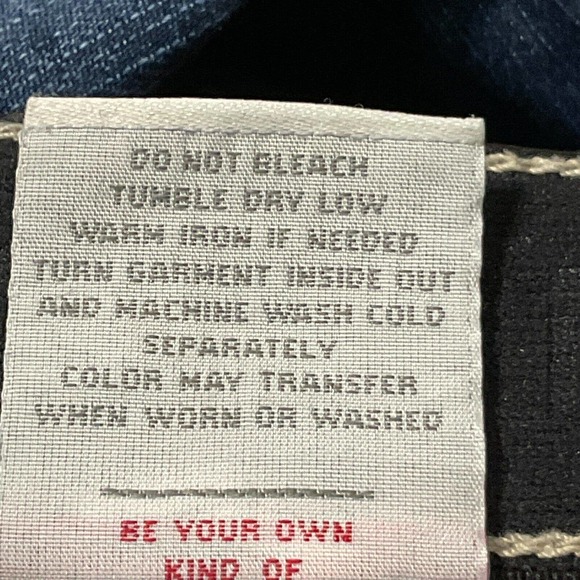 DO NOT BLEACH
TUMBLE DRY LOW
WARM IRON IF NEEDED
TURN GARMENT INSIDE OUT
AND MACHINE WASH COLD
SEPARATELY
COLOR MAY TRANSFER
WHEN WORN OR WASHED
BE YOUR OWN
KIND OF